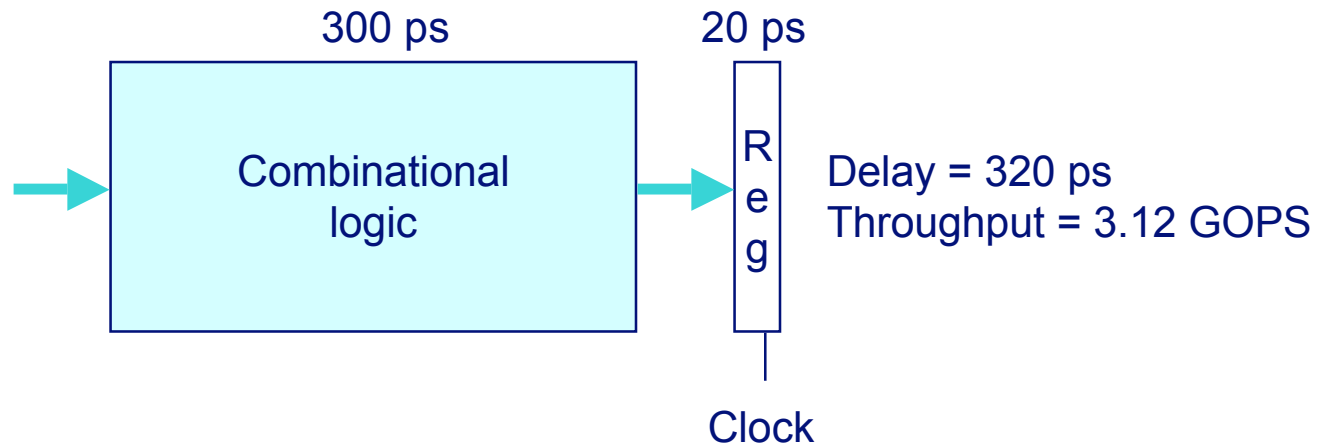 300 ps
20 ps
Combinational
logic
R
e
g
Delay = 320 ps
Throughput = 3.12 GOPS
Clock